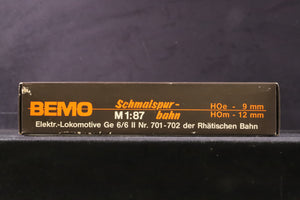 BEMO Schmalspur- HOe - 9 mm
M 1:87 bahn HOm - 12 mm
Elektr.-Lokomotive Ge 6/6 II Nr. 701-702 der Rhätischen Bahn